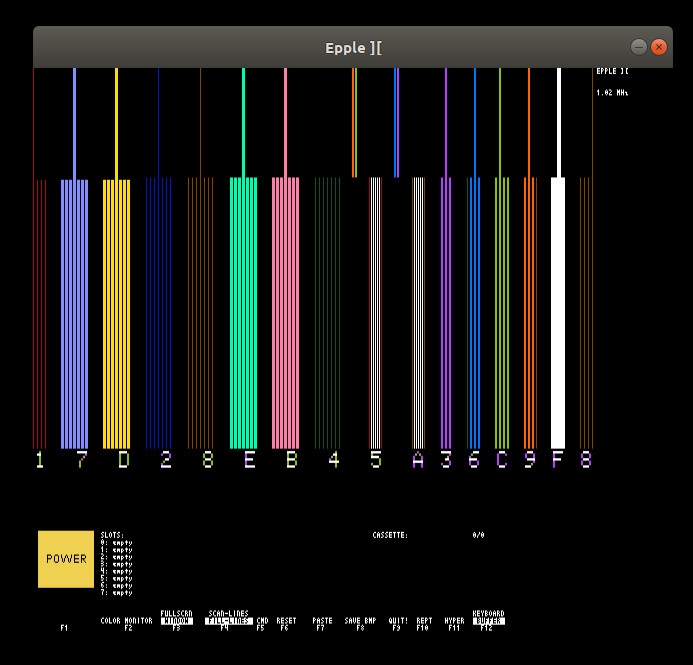 Epple ][
EPPLE ][
1.02 MHz
1 7 D 2 8 E B 4 5 A 3 6 C 9 F 8
POWER
SLOTS:
0: empty
1: empty
2: empty
3: empty
4: empty
5: empty
6: empty
7: empty
CASSETTE: 0/0
FULLSCRN SCAN-LINES KEYBOARD
COLOR MONITOR WINDOW FILL-LINES CMD RESET PASTE SAVE BMP QUIT! REPT HYPER BUFFER
F1 F2 F3 F4 F5 F6 F7 F8 F9 F10 F11 F12